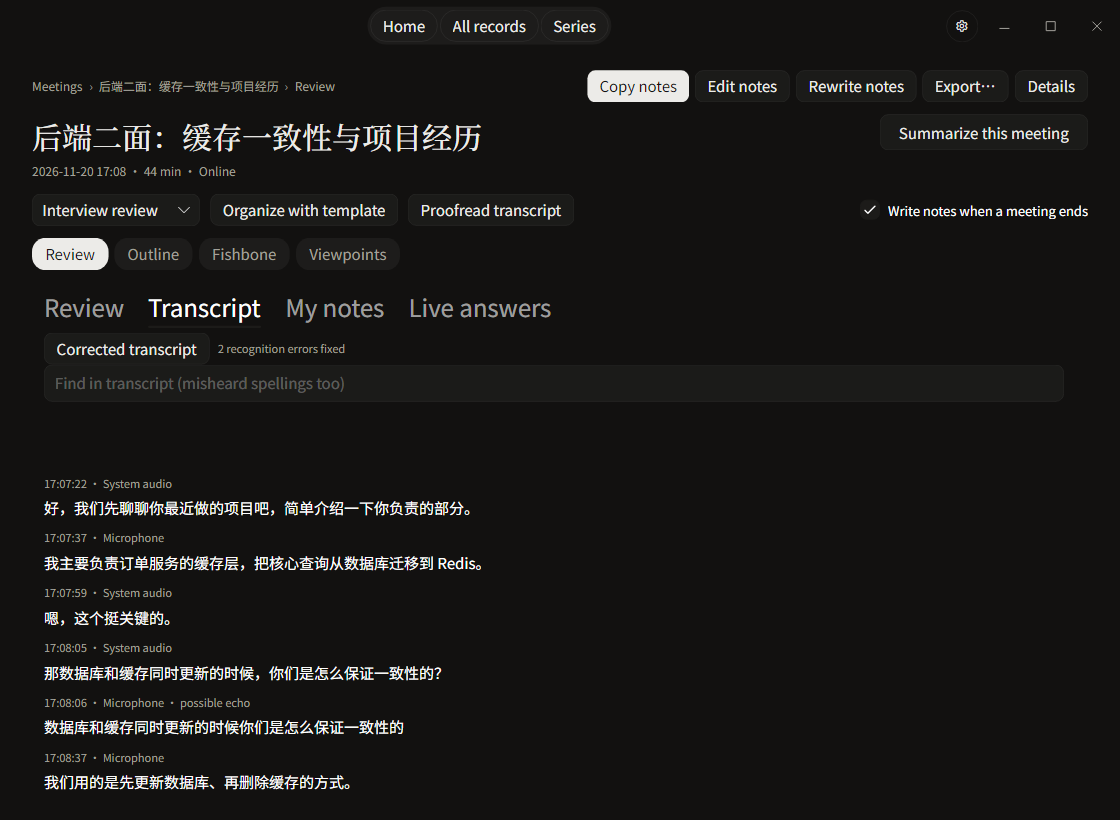 Home All records Series
Meetings › 后端二面：缓存一致性与项目经历 › Review
Copy notes Edit notes Rewrite notes Export··· Details
后端二面：缓存一致性与项目经历
Summarize this meeting
2026-11-20 17:08 • 44 min • Online
Interview review Organize with template Proofread transcript
Write notes when a meeting ends
Review Outline Fishbone Viewpoints
Review Transcript My notes Live answers
Corrected transcript 2 recognition errors fixed
Find in transcript (misheard spellings too)
17:07:22 • System audio
好，我们先聊聊你最近做的项目吧，简单介绍一下你负责的部分。
17:07:37 • Microphone
我主要负责订单服务的缓存层，把核心查询从数据库迁移到 Redis。
17:07:59 • System audio
嗯，这个挺关键的。
17:08:05 • System audio
那数据库和缓存同时更新的时候，你们是怎么保证一致性的？
17:08:06 • Microphone • possible echo
数据库和缓存同时更新的时候你们是怎么保证一致性的
17:08:37 • Microphone
我们用的是先更新数据库、再删除缓存的方式。